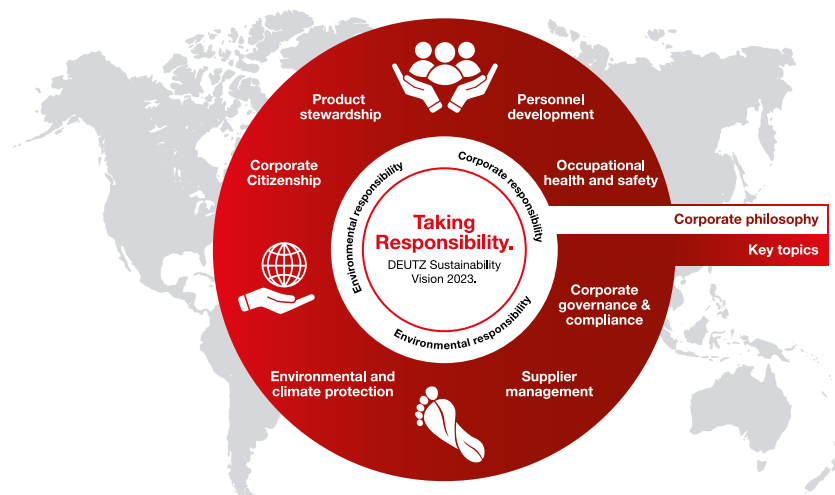 Product
stewardship
Personnel
development
Corporate
Citizenship
Occupational
health and safety
Environmental responsibility
Corporate responsibility
Environmental responsibility
Taking
Responsibility.
DEUTZ Sustainability
Vision 2023.
Corporate philosophy
Key topics
Corporate
governance &
compliance
Environmental and
climate protection
Supplier
management